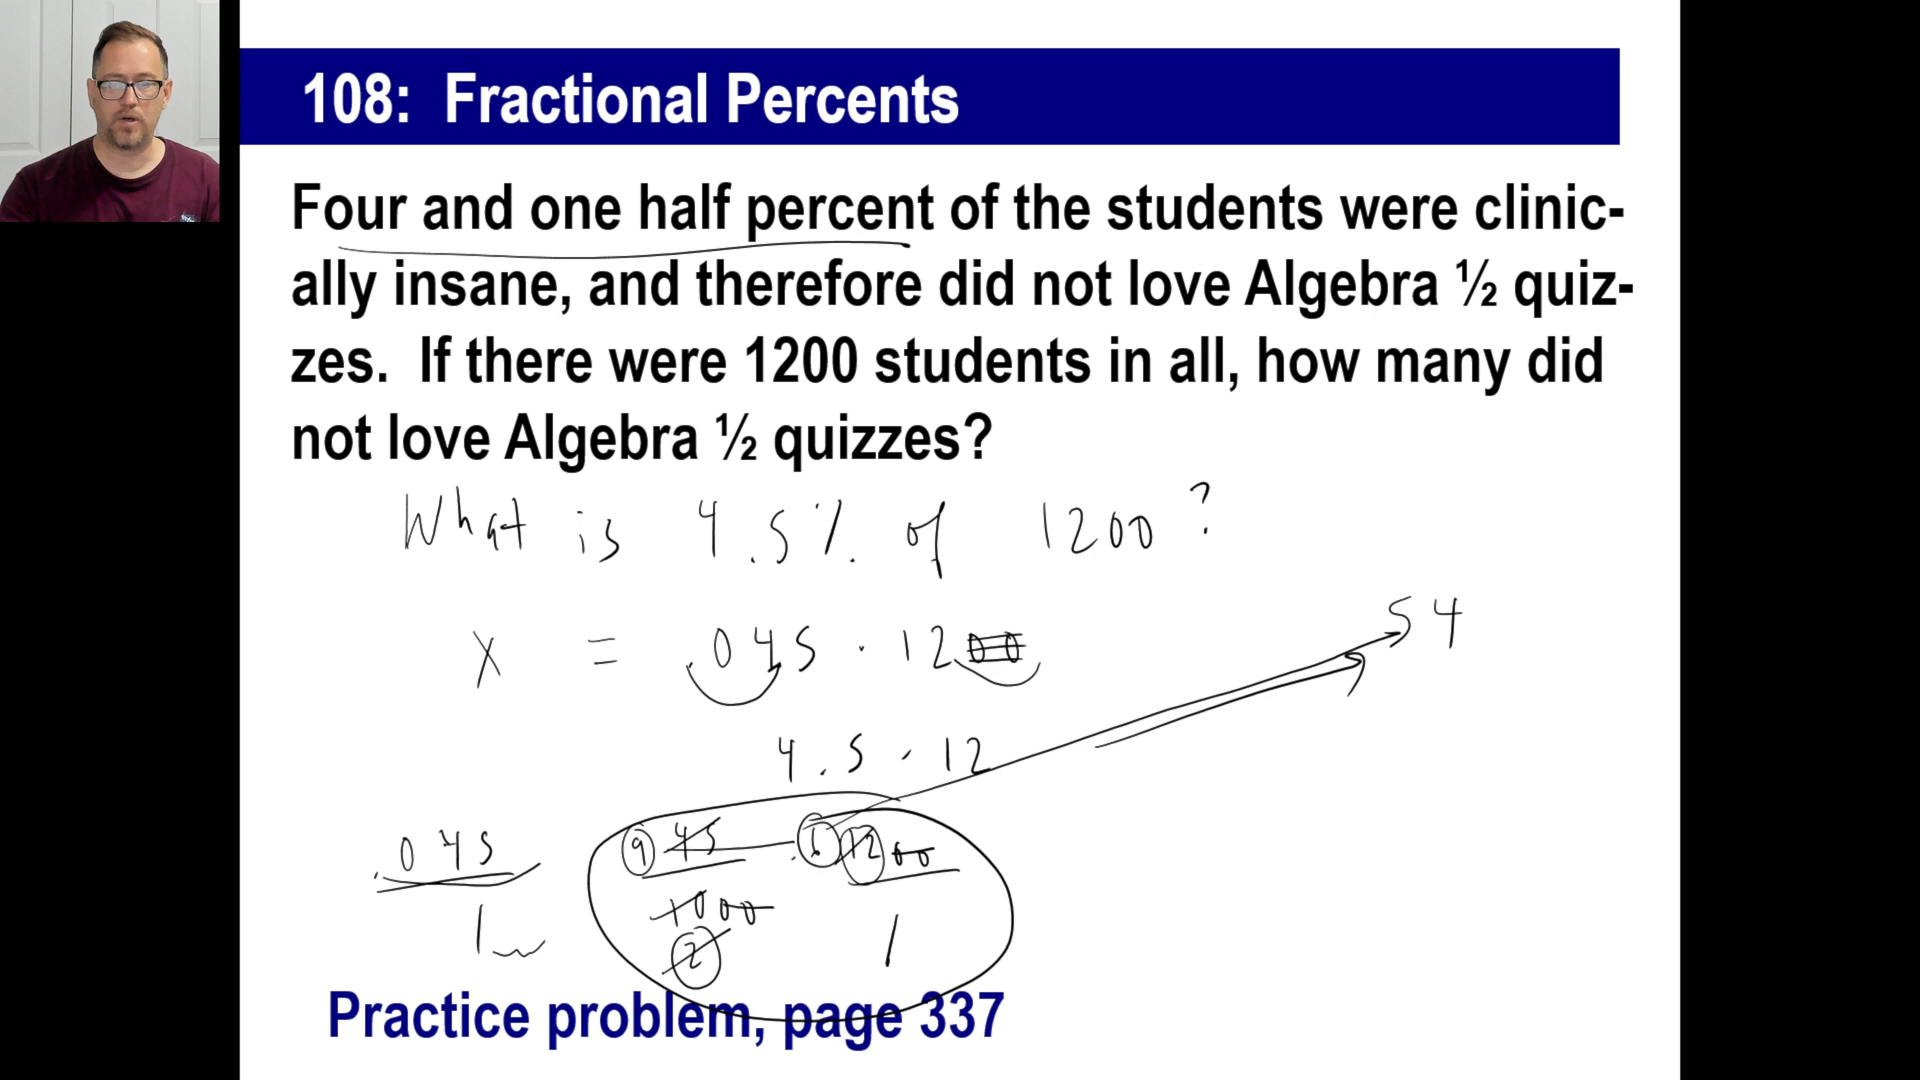 108: Fractional Percents
Four and one half percent of the students were clinic-
ally insane, and therefore did not love Algebra ½ quiz-
zes. If there were 1200 students in all, how many did
not love Algebra ½ quizzes?
What is 4.5% of 1200?
x = .045 · 1200
54
4.5 · 12
.045
1
9 45 · 6 12 00
1000 1
2
Practice problem, page 337